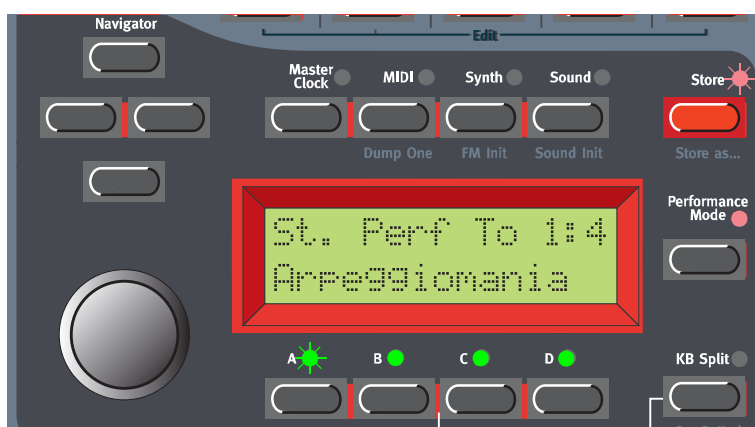 Navigator
Edit
Master Clock
MIDI
Synth
Sound
Store
Dump One
FM Init
Sound Init
Store as...
Performance Mode
St. Perf To 1:4
Arpeggiomania
A
B
C
D
KB Split